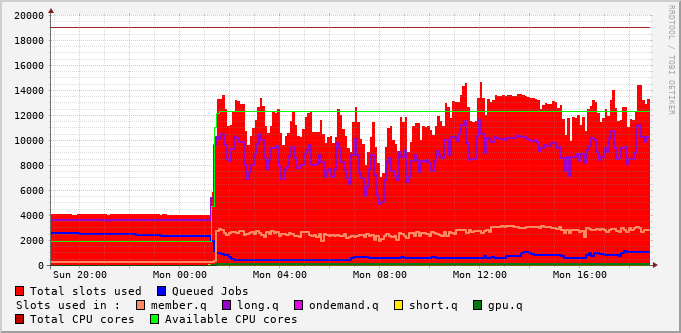 20000
18000
16000
14000
12000
10000
8000
6000
4000
2000
0
Sun 20:00 Mon 00:00 Mon 04:00 Mon 08:00 Mon 12:00 Mon 16:00
RRDTOOL / TOBI OETIKER
Total slots used Queued Jobs
Slots used in : member.q long.q ondemand.q short.q gpu.q
Total CPU cores Available CPU cores